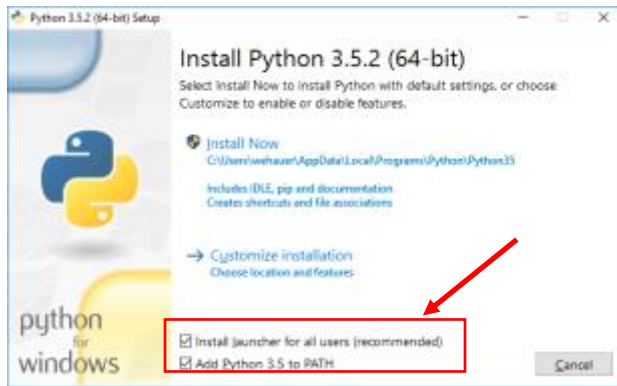 Python 3.5.2 (64-bit) Setup
Install Python 3.5.2 (64-bit)
Select Install Now to install Python with default settings, or choose
Customize to enable or disable features.
Install Now
C:\Users\wehauer\AppData\Local\Programs\Python\Python35
Includes IDLE, pip and documentation
Creates shortcuts and file associations
Customize installation
Choose location and features
python
for
windows
Install launcher for all users (recommended)
Add Python 3.5 to PATH
Cancel